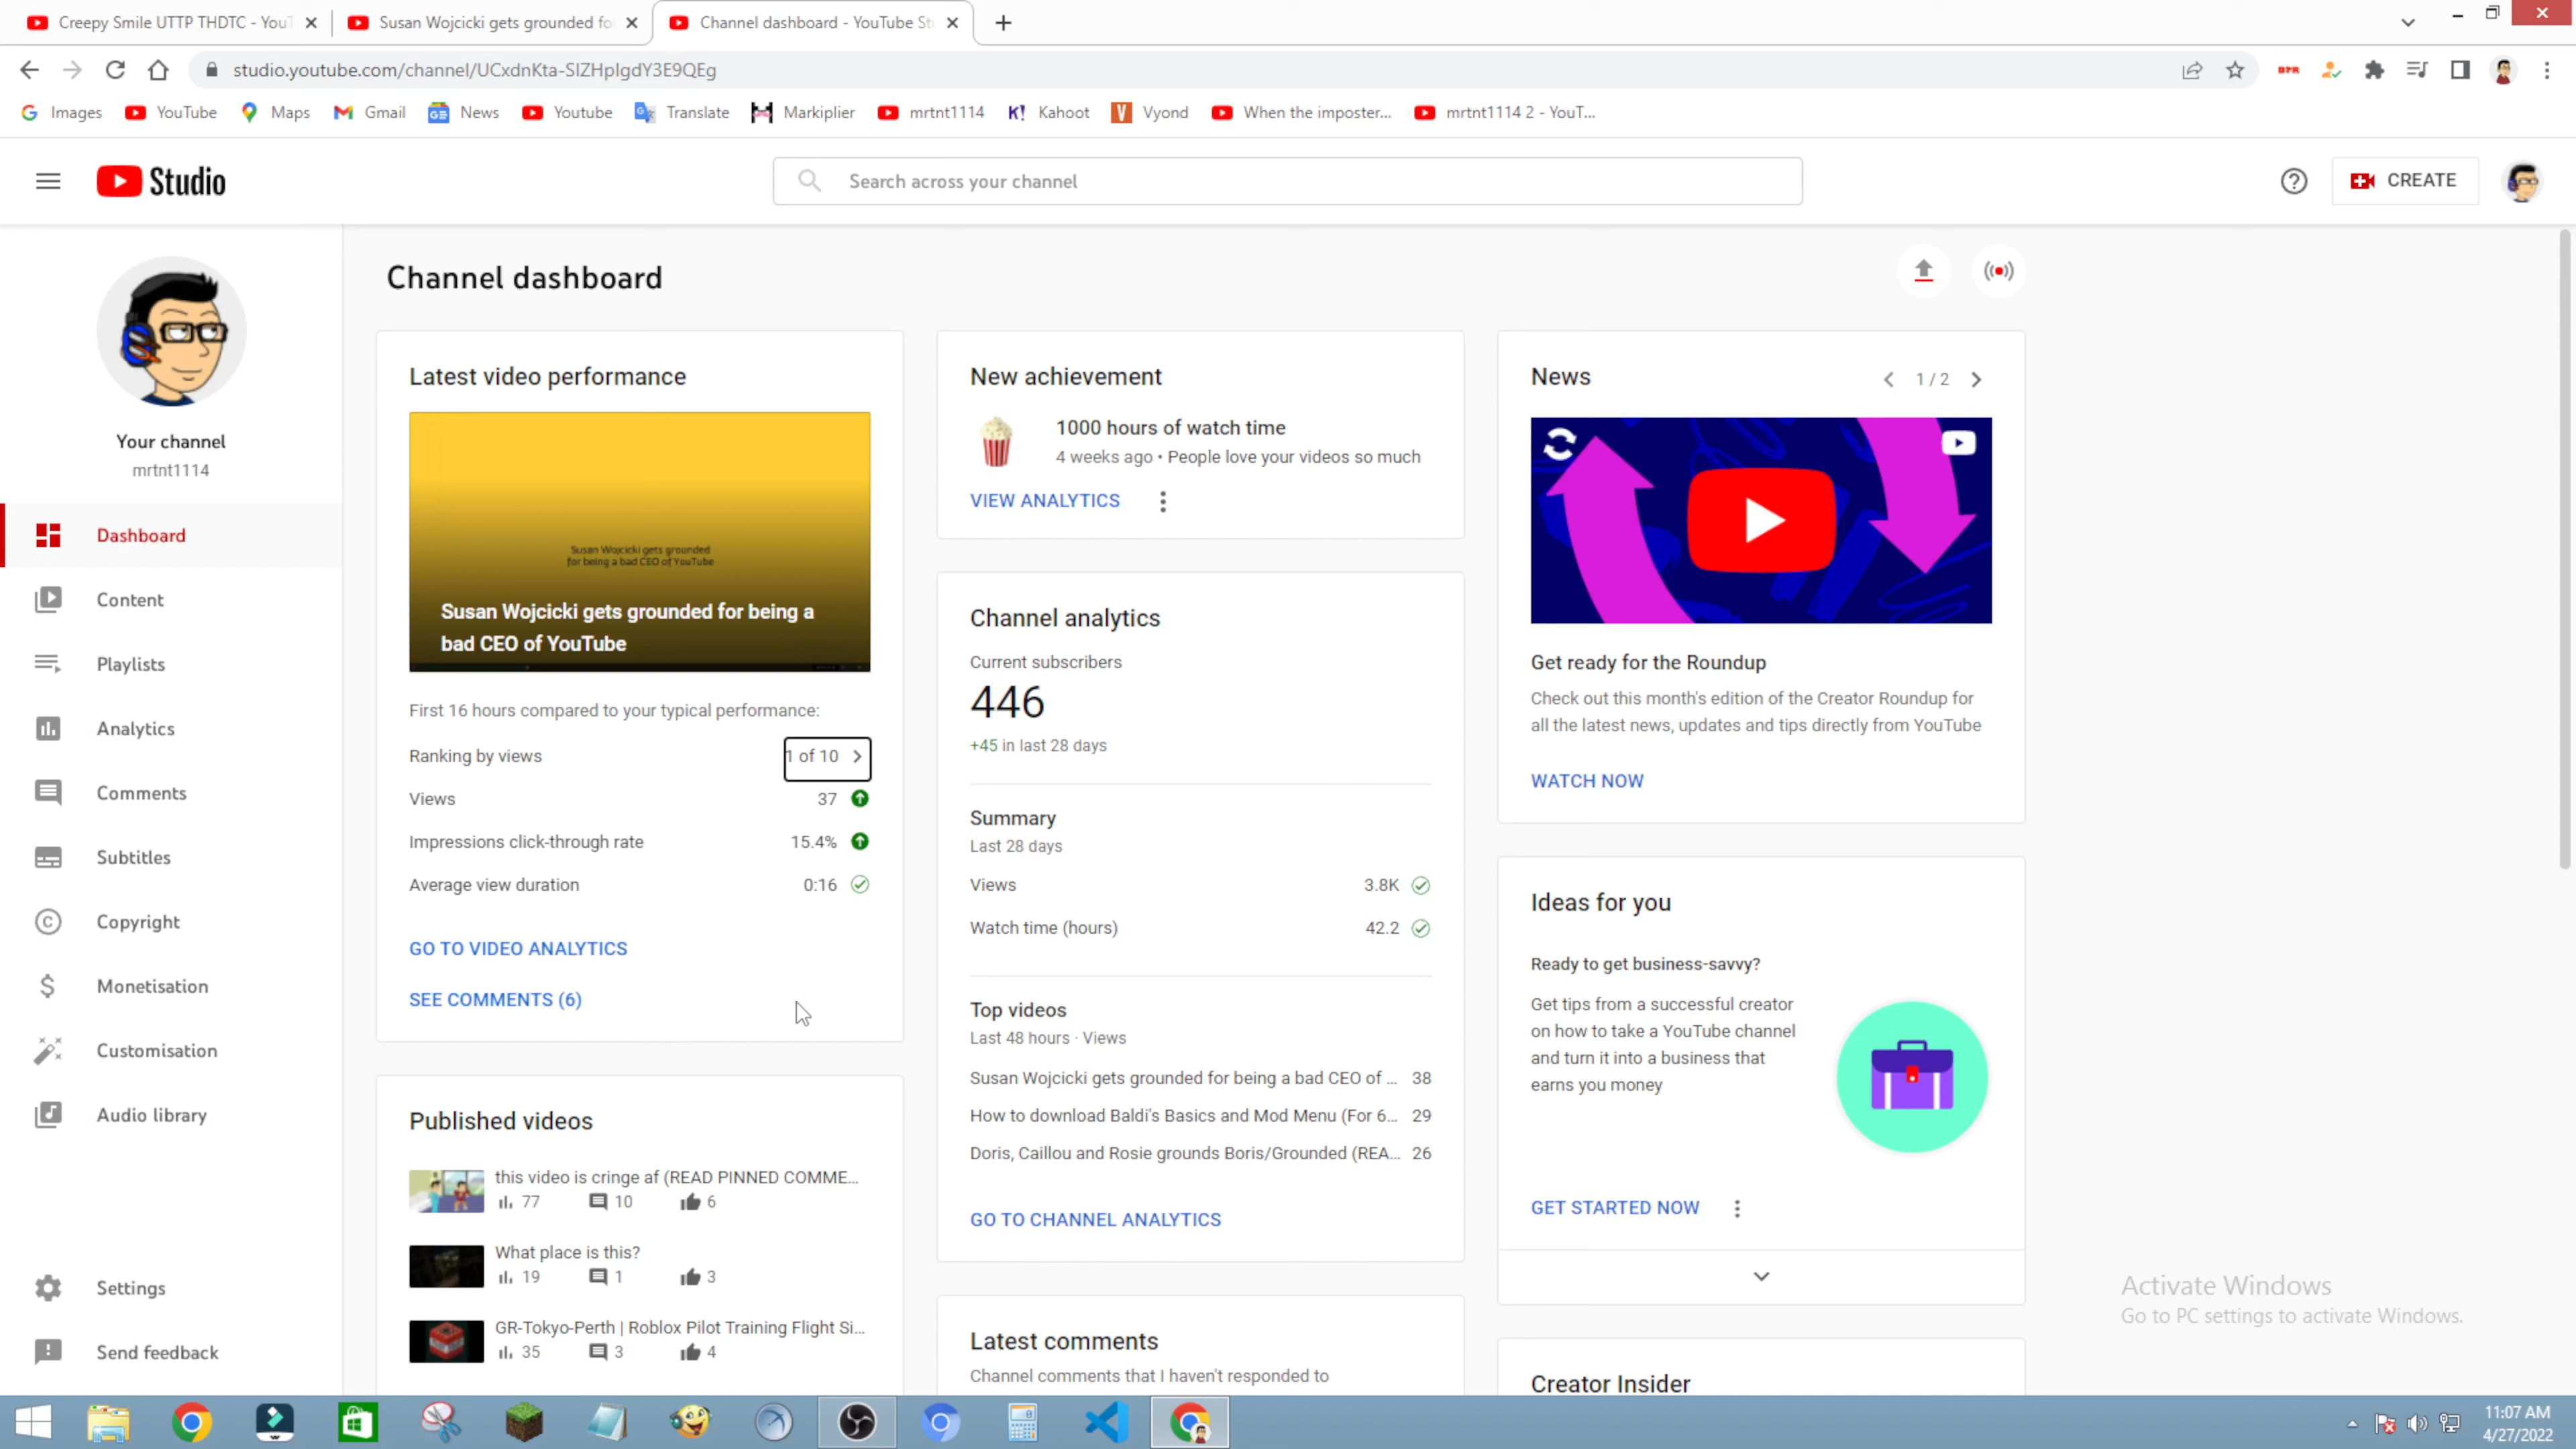 Creepy Smile UTTP THDTC - YouT
Susan Wojcicki gets grounded fo
Channel dashboard - YouTube St
studio.youtube.com/channel/UCxdnKta-SIZHpIgdY3E9QEg
Images
YouTube
Maps
Gmail
News
Youtube
Translate
Markiplier
mrtnt1114
Kahoot
Vyond
When the imposter...
mrtnt1114 2 - YouT...
Studio
Search across your channel
CREATE
Your channel
mrtnt1114
Dashboard
Content
Playlists
Analytics
Comments
Subtitles
Copyright
Monetisation
Customisation
Audio library
Settings
Send feedback
Channel dashboard
Latest video performance
Susan Wojcicki gets grounded
for being a bad CEO of YouTube
Susan Wojcicki gets grounded for being a
bad CEO of YouTube
First 16 hours compared to your typical performance:
Ranking by views 1 of 10
Views 37
Impressions click-through rate 15.4%
Average view duration 0:16
GO TO VIDEO ANALYTICS
SEE COMMENTS (6)
Published videos
this video is cringe af (READ PINNED COMME...
77 10 6
What place is this?
19 1 3
GR-Tokyo-Perth | Roblox Pilot Training Flight Si...
35 3 4
New achievement
1000 hours of watch time
4 weeks ago • People love your videos so much
VIEW ANALYTICS
Channel analytics
Current subscribers
446
+45 in last 28 days
Summary
Last 28 days
Views 3.8K
Watch time (hours) 42.2
Top videos
Last 48 hours · Views
Susan Wojcicki gets grounded for being a bad CEO of ... 38
How to download Baldi's Basics and Mod Menu (For 6... 29
Doris, Caillou and Rosie grounds Boris/Grounded (REA... 26
GO TO CHANNEL ANALYTICS
Latest comments
Channel comments that I haven't responded to
News
1 / 2
Get ready for the Roundup
Check out this month's edition of the Creator Roundup for
all the latest news, updates and tips directly from YouTube
WATCH NOW
Ideas for you
Ready to get business-savvy?
Get tips from a successful creator
on how to take a YouTube channel
and turn it into a business that
earns you money
GET STARTED NOW
Creator Insider
Activate Windows
Go to PC settings to activate Windows.
11:07 AM
4/27/2022